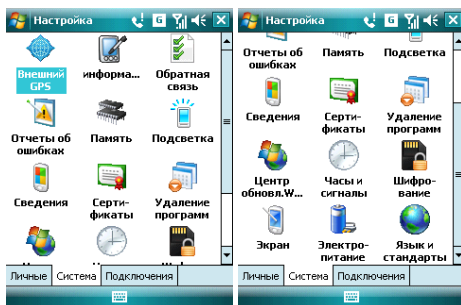 Настройка
G
Внешний GPS
информа...
Обратная связь
Отчеты об ошибках
Память
Подсветка
Сведения
Серти-фикаты
Удаление программ
Личные
Система
Подключения
Настройка
G
Отчеты об ошибках
Память
Подсветка
Сведения
Серти-фикаты
Удаление программ
Центр обновл.W...
Часы и сигналы
Шифро-вание
Экран
Электро-питание
Язык и стандарты
Личные
Система
Подключения